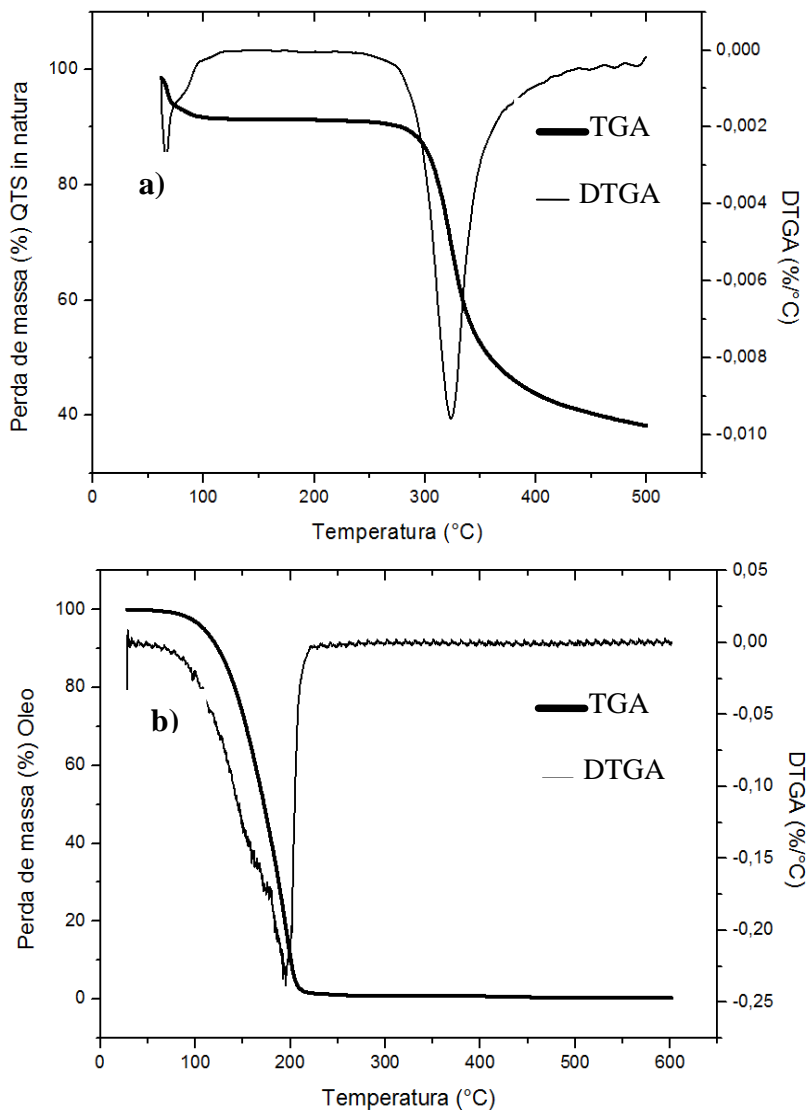 Perda de massa (%) QTS in natura
100
80
60
40
0,000
-0,002
-0,004
-0,006
-0,008
-0,010
DTGA (%/°C)
TGA
DTGA
a)
0 100 200 300 400 500
Temperatura (°C)
Perda de massa (%) Oleo
100
80
60
40
20
0
0,05
0,00
-0,05
-0,10
-0,15
-0,20
-0,25
DTGA (%/°C)
TGA
DTGA
b)
0 100 200 300 400 500 600
Temperatura (°C)